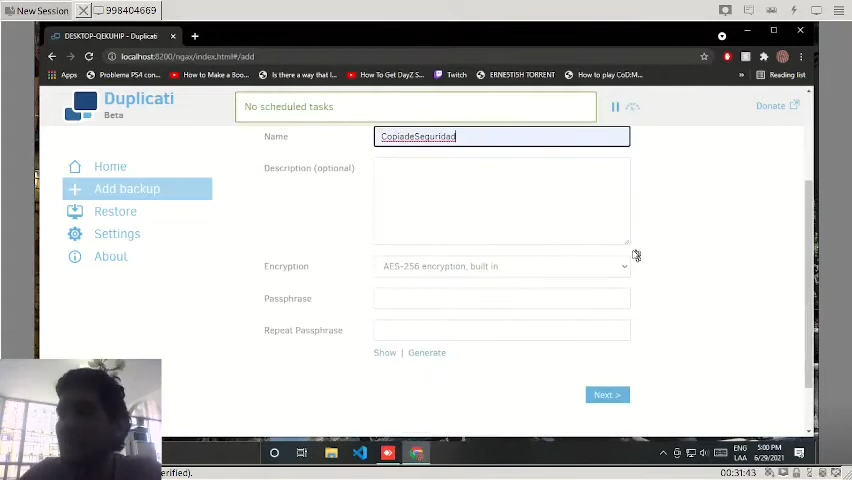 New Session
998404669
DESKTOP-QEKUHIP - Duplicati
localhost:8200/ngax/index.html#/add
Apps
Problema PS4 con...
How to Make a Boo...
Is there a way that i...
How To Get DayZ S...
Twitch
ERNESTISH TORRENT
How to play CoD:M...
»
Reading list
Duplicati
Beta
No scheduled tasks
Donate
Name
CopiadeSeguridad
Home
Description (optional)
Add backup
Restore
Settings
About
Encryption
AES-256 encryption, built in
Passphrase
Repeat Passphrase
Show | Generate
Next >
ENG
LAA
5:00 PM
6/29/2021
rified).
00:31:43